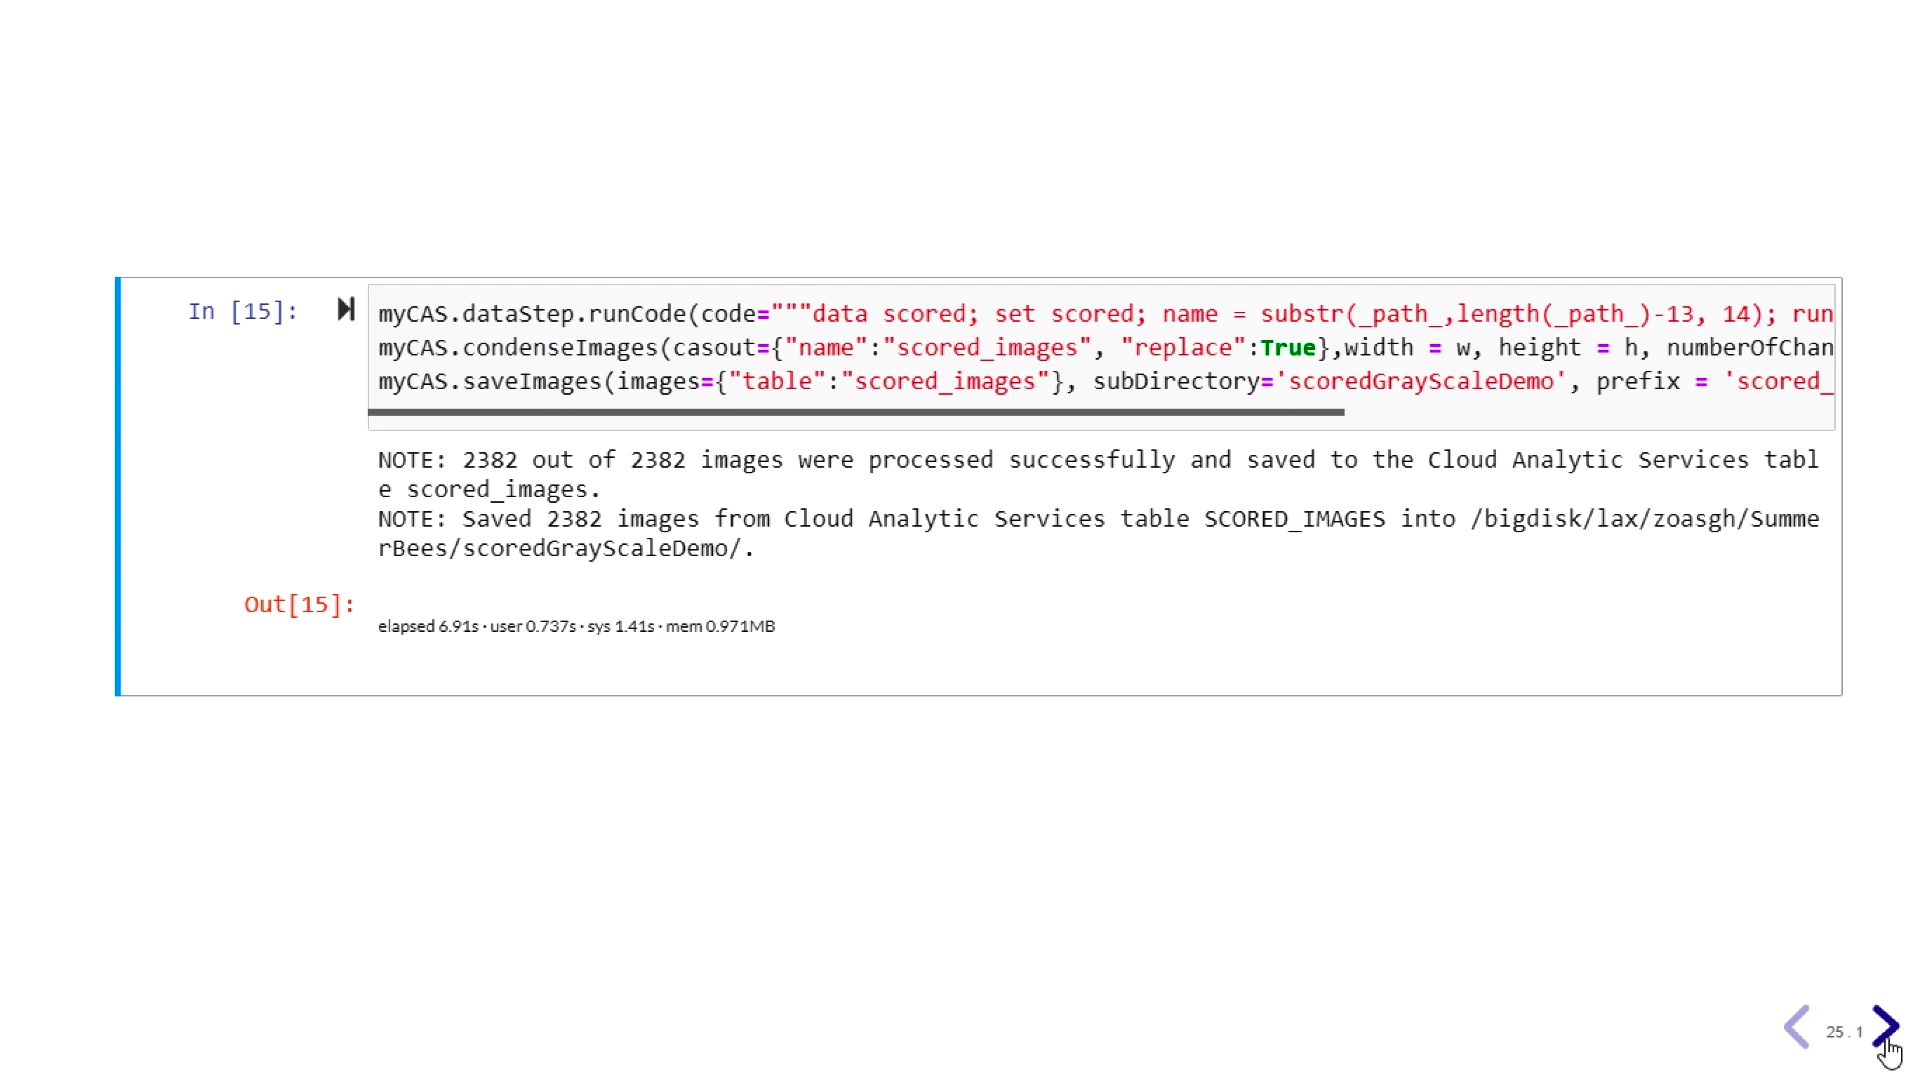 In [15]:
myCAS.dataStep.runCode(code="""data scored; set scored; name = substr(_path_,length(_path_)-13, 14); run
myCAS.condenseImages(casout={"name":"scored_images", "replace":True},width = w, height = h, numberOfChan
myCAS.saveImages(images={"table":"scored_images"}, subDirectory='scoredGrayScaleDemo', prefix = 'scored_
NOTE: 2382 out of 2382 images were processed successfully and saved to the Cloud Analytic Services tabl
e scored_images.
NOTE: Saved 2382 images from Cloud Analytic Services table SCORED_IMAGES into /bigdisk/lax/zoasgh/Summe
rBees/scoredGrayScaleDemo/.
Out[15]:
elapsed 6.91s · user 0.737s · sys 1.41s · mem 0.971MB
25 . 1